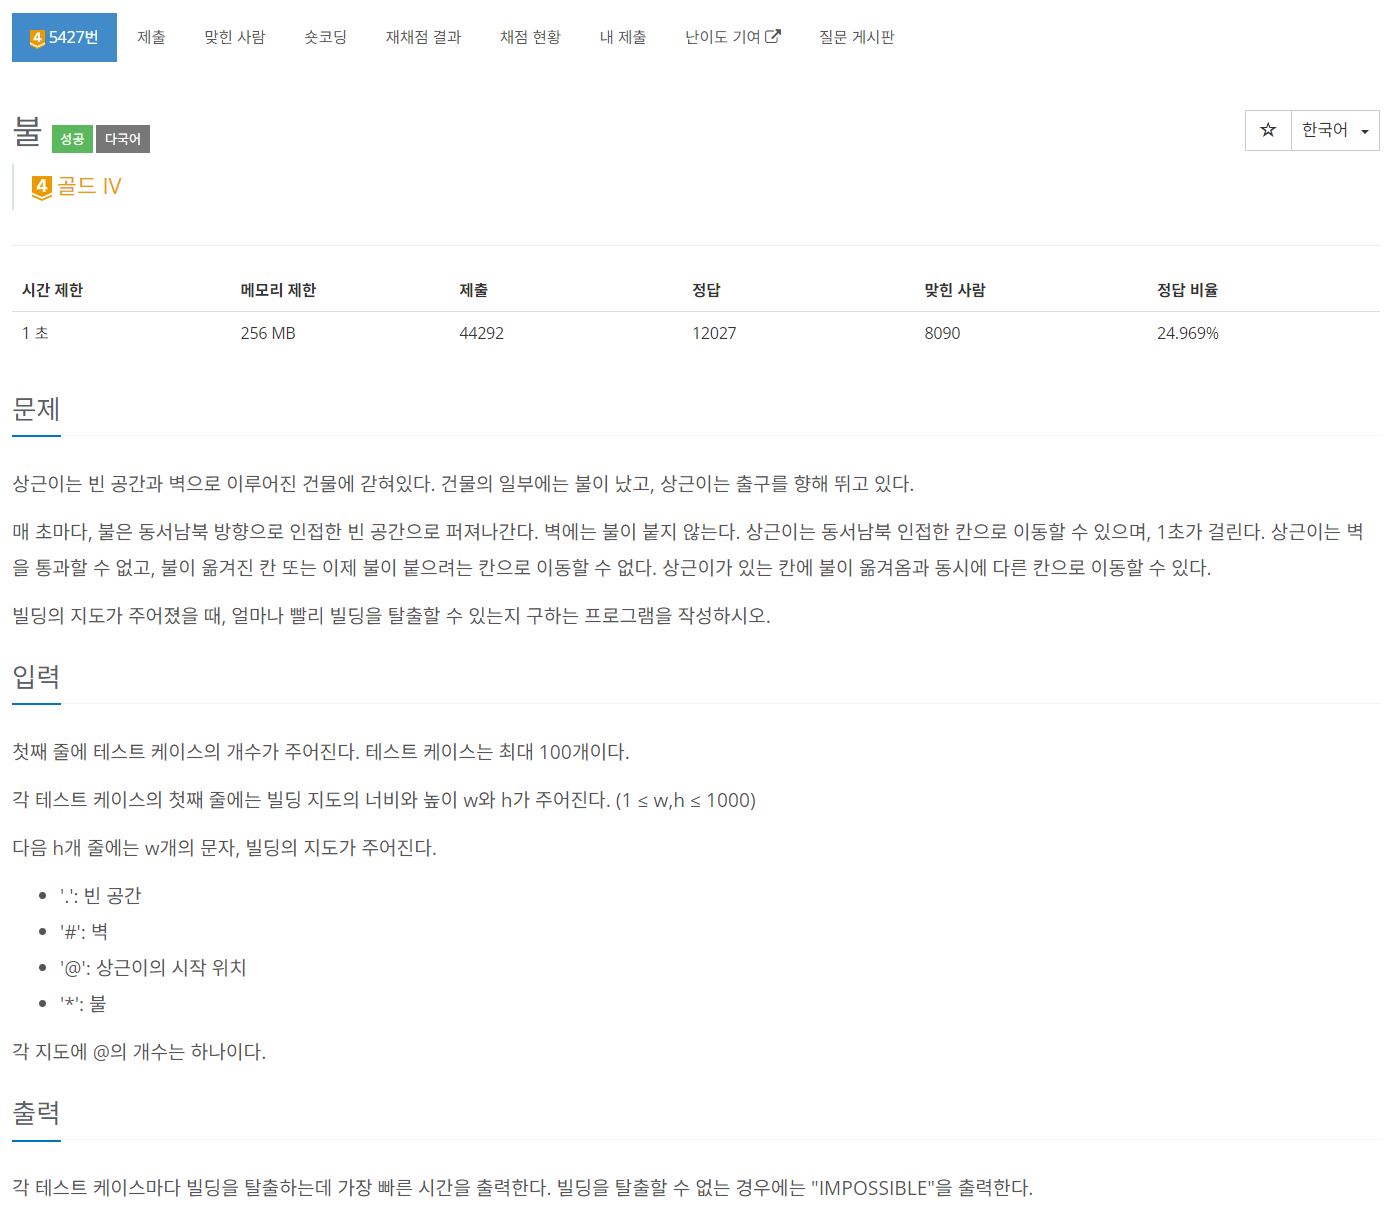 4 5427번 제출 맞힌 사람 숏코딩 재채점 결과 채점 현황 내 제출 난이도 기여 질문 게시판
불 성공 다국어 ☆ 한국어
4 골드 IV
시간 제한 메모리 제한 제출 정답 맞힌 사람 정답 비율
1 초 256 MB 44292 12027 8090 24.969%
문제
상근이는 빈 공간과 벽으로 이루어진 건물에 갇혀있다. 건물의 일부에는 불이 났고, 상근이는 출구를 향해 뛰고 있다.
매 초마다, 불은 동서남북 방향으로 인접한 빈 공간으로 퍼져나간다. 벽에는 불이 붙지 않는다. 상근이는 동서남북 인접한 칸으로 이동할 수 있으며, 1초가 걸린다. 상근이는 벽
을 통과할 수 없고, 불이 옮겨진 칸 또는 이제 불이 붙으려는 칸으로 이동할 수 없다. 상근이가 있는 칸에 불이 옮겨옴과 동시에 다른 칸으로 이동할 수 있다.
빌딩의 지도가 주어졌을 때, 얼마나 빨리 빌딩을 탈출할 수 있는지 구하는 프로그램을 작성하시오.
입력
첫째 줄에 테스트 케이스의 개수가 주어진다. 테스트 케이스는 최대 100개이다.
각 테스트 케이스의 첫째 줄에는 빌딩 지도의 너비와 높이 w와 h가 주어진다. (1 ≤ w,h ≤ 1000)
다음 h개 줄에는 w개의 문자, 빌딩의 지도가 주어진다.
• '.': 빈 공간
• '#': 벽
• '@': 상근이의 시작 위치
• '*': 불
각 지도에 @의 개수는 하나이다.
출력
각 테스트 케이스마다 빌딩을 탈출하는데 가장 빠른 시간을 출력한다. 빌딩을 탈출할 수 없는 경우에는 "IMPOSSIBLE"을 출력한다.